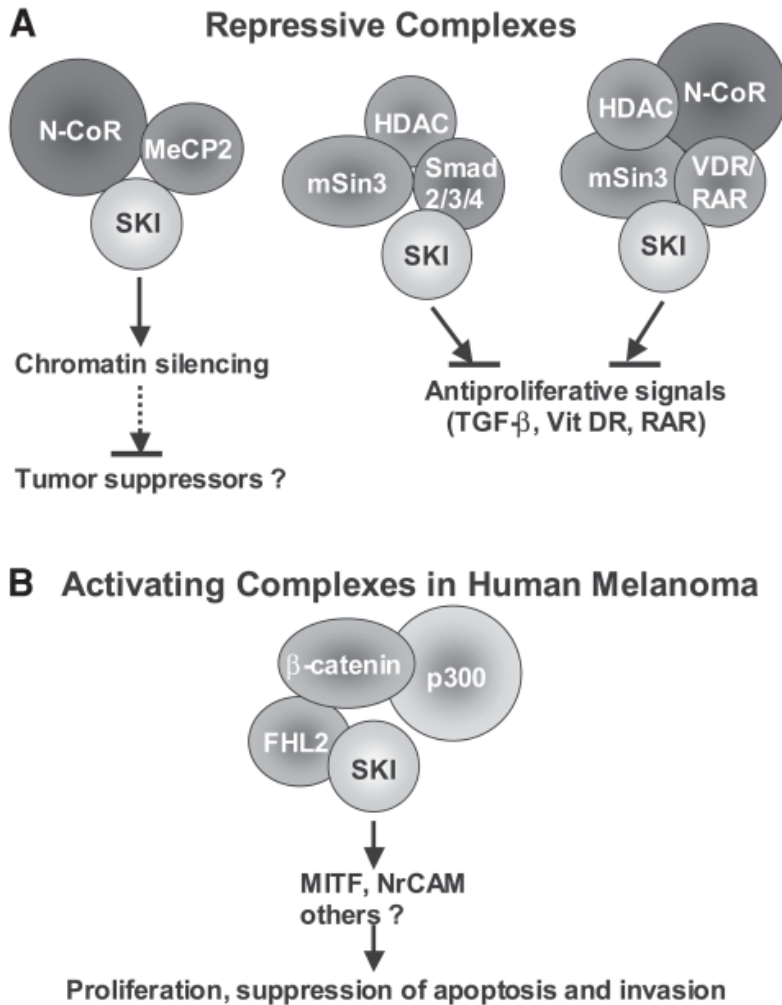 A
Repressive Complexes
N-CoR
MeCP2
SKI
Chromatin silencing
Tumor suppressors ?
HDAC
mSin3
Smad
2/3/4
SKI
HDAC
N-CoR
mSin3
VDR/
RAR
SKI
Antiproliferative signals
(TGF-β, Vit DR, RAR)
B Activating Complexes in Human Melanoma
β-catenin
p300
FHL2
SKI
MITF, NrCAM
others ?
Proliferation, suppression of apoptosis and invasion